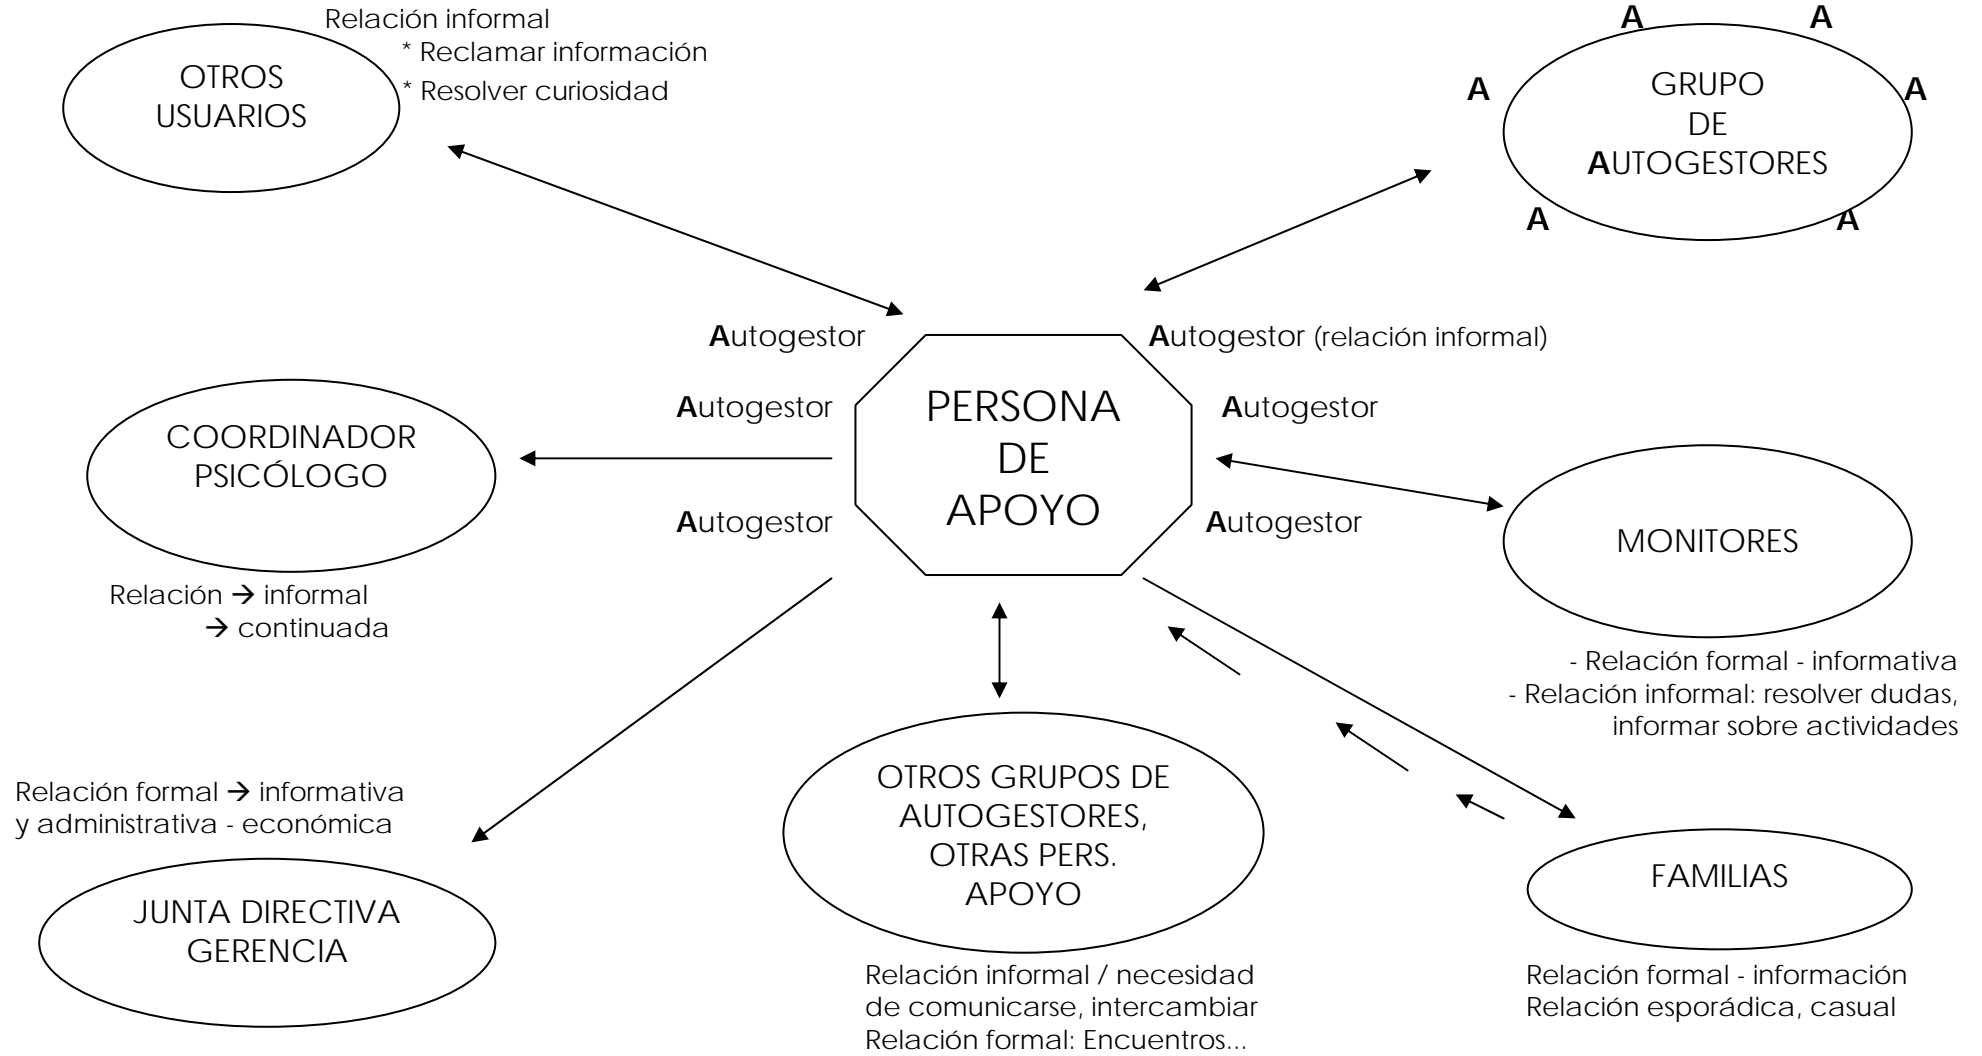 Relación informal
* Reclamar información
* Resolver curiosidad
OTROS
USUARIOS
A
A
A
A
A
A
GRUPO
DE
AUTOGESTORES
Autogestor
Autogestor (relación informal)
Autogestor
Autogestor
Autogestor
Autogestor
PERSONA
DE
APOYO
COORDINADOR
PSICÓLOGO
Relación → informal
→ continuada
MONITORES
- Relación formal - informativa
- Relación informal: resolver dudas,
informar sobre actividades
Relación formal → informativa
y administrativa - económica
JUNTA DIRECTIVA
GERENCIA
OTROS GRUPOS DE
AUTOGESTORES,
OTRAS PERS.
APOYO
Relación informal / necesidad
de comunicarse, intercambiar
Relación formal: Encuentros...
FAMILIAS
Relación formal - información
Relación esporádica, casual